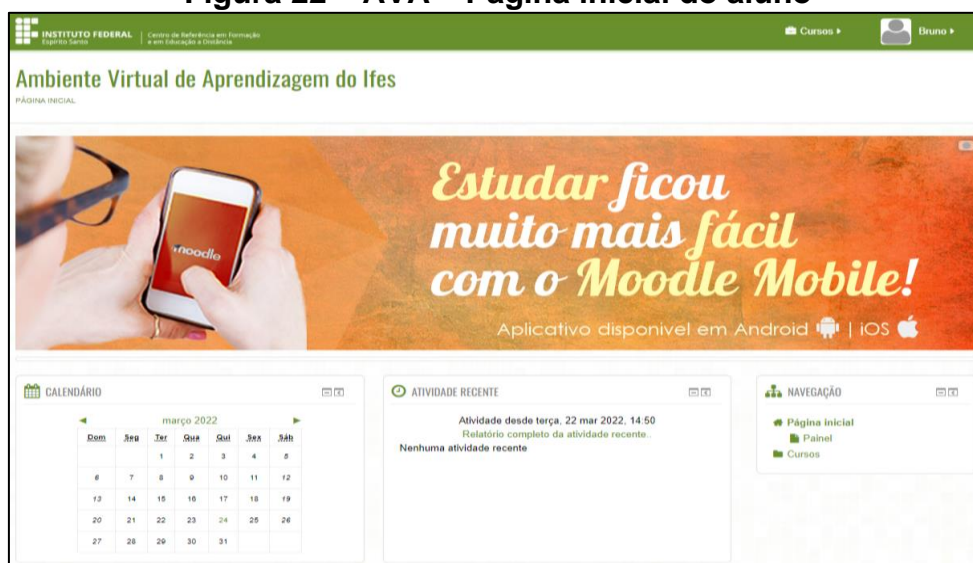 Figura 22 – AVA – Página inicial do aluno
INSTITUTO FEDERAL
Espírito Santo
Centro de Referência em Formação
e em Educação a Distância
Cursos
Bruno
Ambiente Virtual de Aprendizagem do Ifes
PÁGINA INICIAL
moodle
Estudar ficou
muito mais fácil
com o Moodle Mobile!
Aplicativo disponivel em Android | iOS
CALENDÁRIO
março 2022
Dom Seg Ter Qua Qui Sex Sáb
1 2 3 4 5
6 7 8 9 10 11 12
13 14 15 16 17 18 19
20 21 22 23 24 25 26
27 28 29 30 31
ATIVIDADE RECENTE
Atividade desde terça, 22 mar 2022, 14:50
Relatório completo da atividade recente..
Nenhuma atividade recente
NAVEGAÇÃO
Página inicial
Painel
Cursos